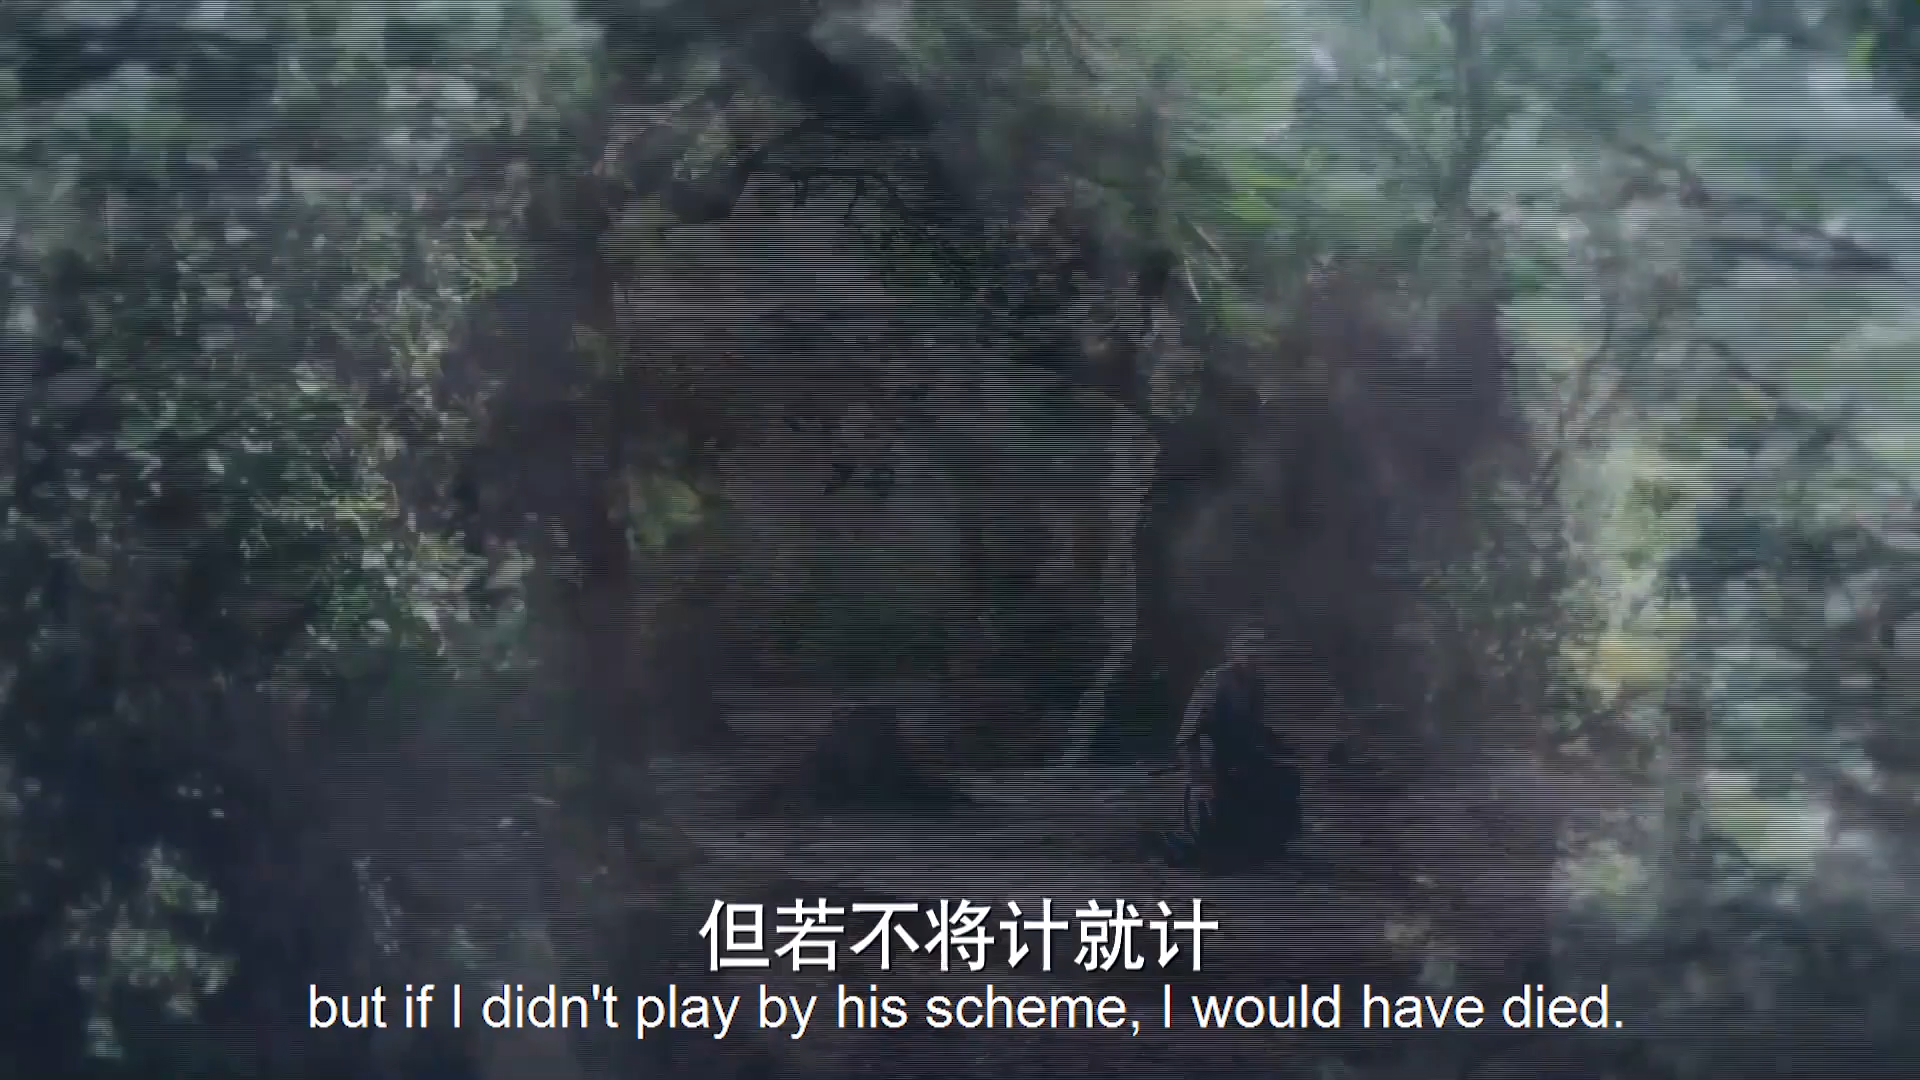 但若不将计就计
but if I didn't play by his scheme, I would have died.